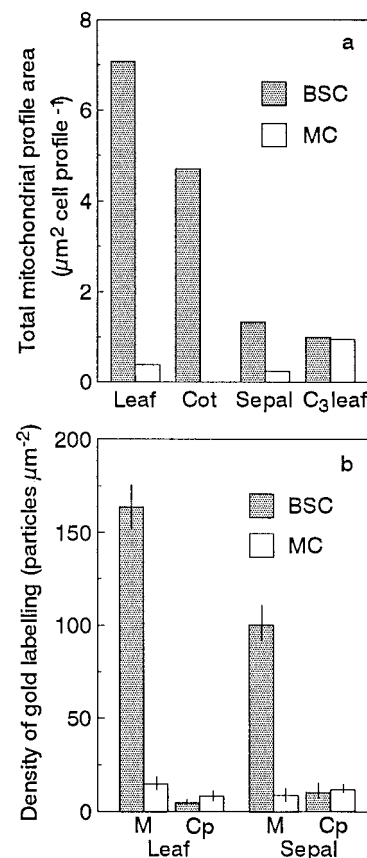 a
8
6
4
2
0
Total mitochondrial profile area
(µm² cell profile⁻¹)
BSC
MC
Leaf Cot Sepal C₃leaf
b
200
150
100
50
0
Density of gold labelling (particles µm⁻²)
BSC
MC
M Cp M Cp
Leaf Sepal